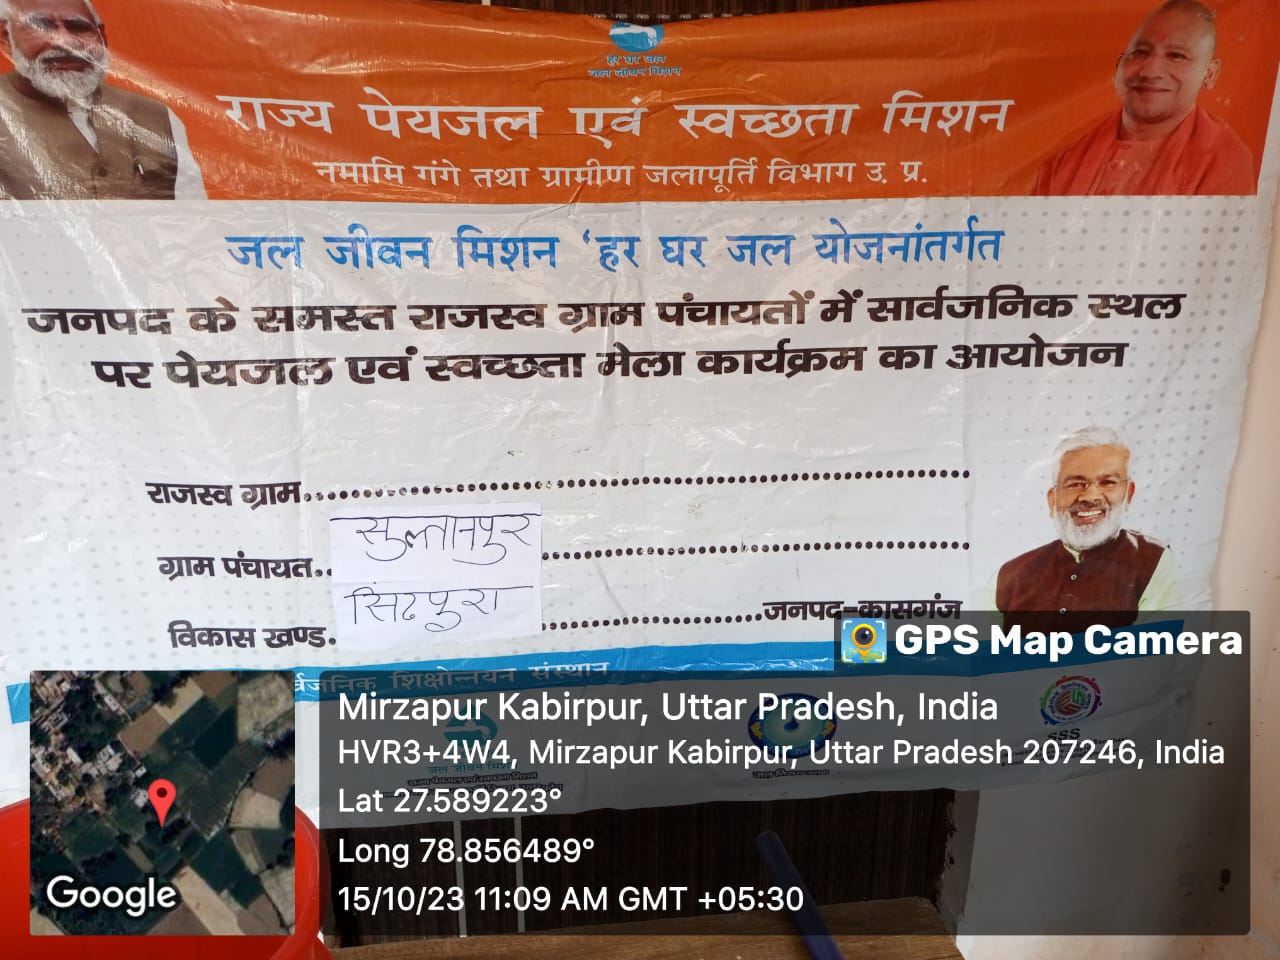 हर घर जल
जल जीवन मिशन
राज्य पेयजल एवं स्वच्छता मिशन
नमामि गंगे तथा ग्रामीण जलापूर्ति विभाग उ. प्र.
जल जीवन मिशन ‘हर घर जल योजनांतर्गत
जनपद के समस्त राजस्व ग्राम पंचायतों में सार्वजनिक स्थल
पर पेयजल एवं स्वच्छता मेला कार्यक्रम का आयोजन
राजस्व ग्राम
ग्राम पंचायत.. सुल्तानपुर
विकास खण्ड. सिढपुरा जनपद-कासगंज
शिक्षोन्नयन संस्थान
SSS
जल जीवन
GPS Map Camera
Mirzapur Kabirpur, Uttar Pradesh, India
HVR3+4W4, Mirzapur Kabirpur, Uttar Pradesh 207246, India
Lat 27.589223°
Long 78.856489°
15/10/23 11:09 AM GMT +05:30
Google